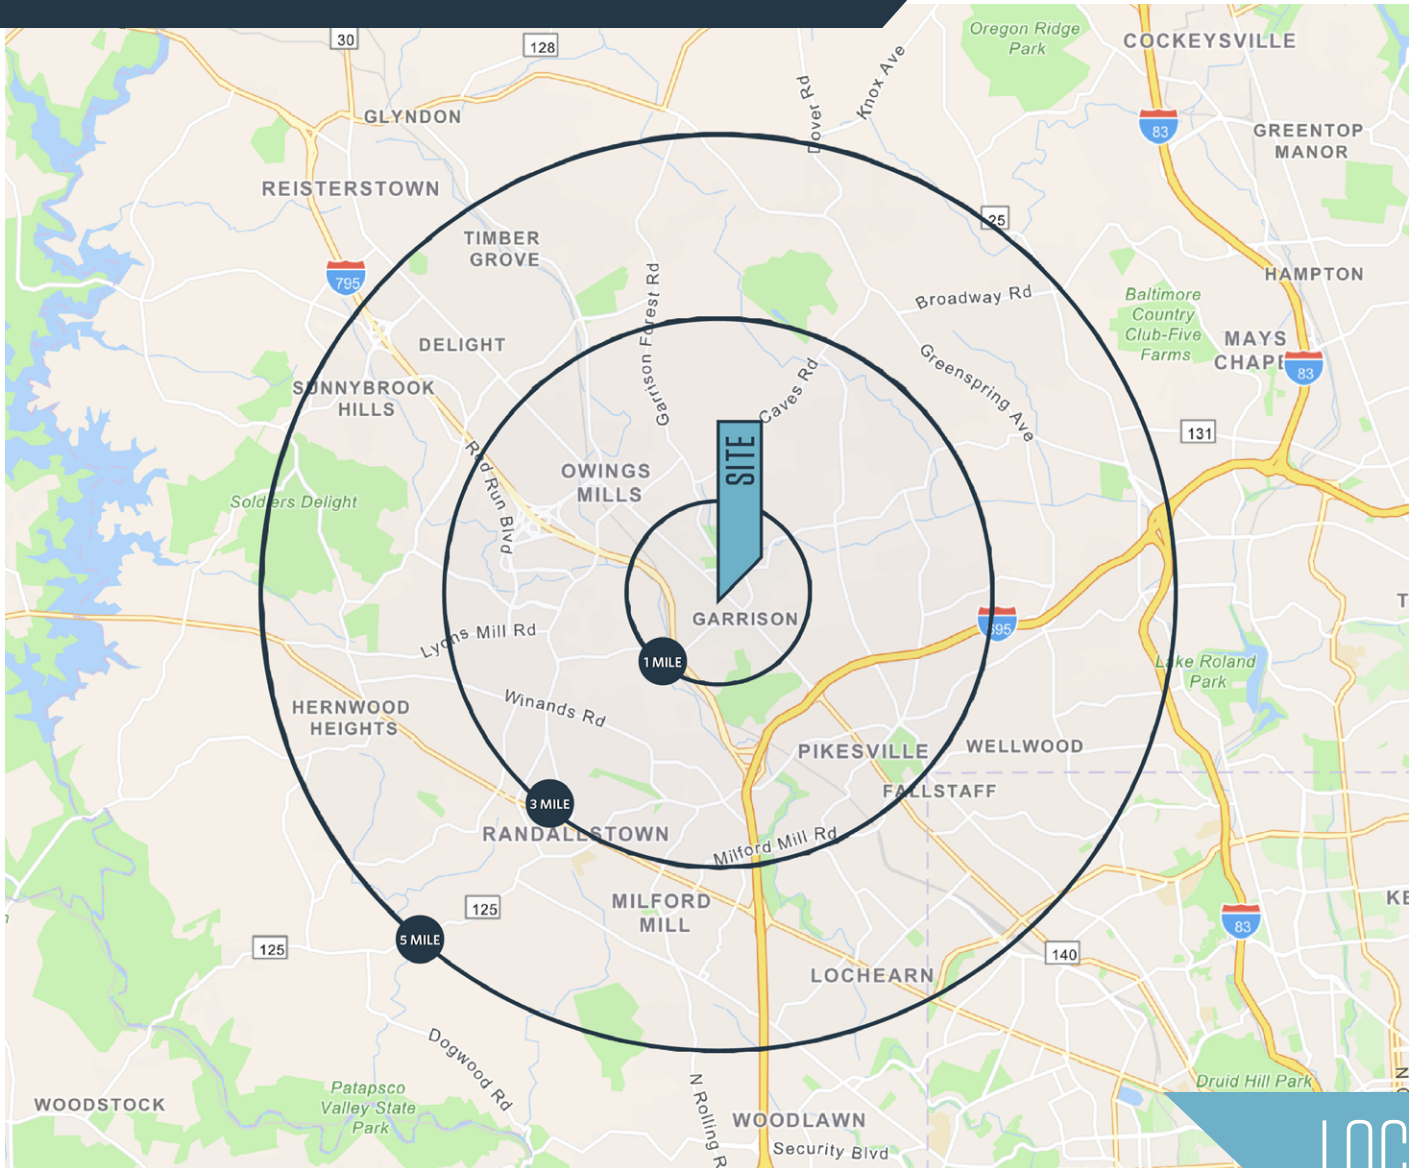 Oregon Ridge
Park
COCKEYSVILLE
30
128
Knox Ave
Dover Rd
GLYNDON
83
GREENTOP
MANOR
REISTERSTOWN
25
TIMBER
GROVE
795
HAMPTON
Garrison Forest Rd
Broadway Rd
Baltimore
Country
Club-Five
Farms
MAYS
DELIGHT
Greenspring Ave
83
Caves Rd
SUNNYBROOK
HILLS
131
SITE
Red Run Blvd
OWINGS
MILLS
Soldiers Delight
GARRISON
Lyons Mill Rd
1 MILE
Lake Roland
Park
HERNWOOD
HEIGHTS
Winands Rd
PIKESVILLE
WELLWOOD
FALLSTAFF
3 MILE
RANDALLSTOWN
Milford Mill Rd
MILFORD
MILL
125
83
5 MILE
125
140
LOCHEARN
Dogwood Rd
Patapsco
Valley State
Park
Druid Hill Park
WOODSTOCK
N Rolling R
WOODLAWN
Security Blvd